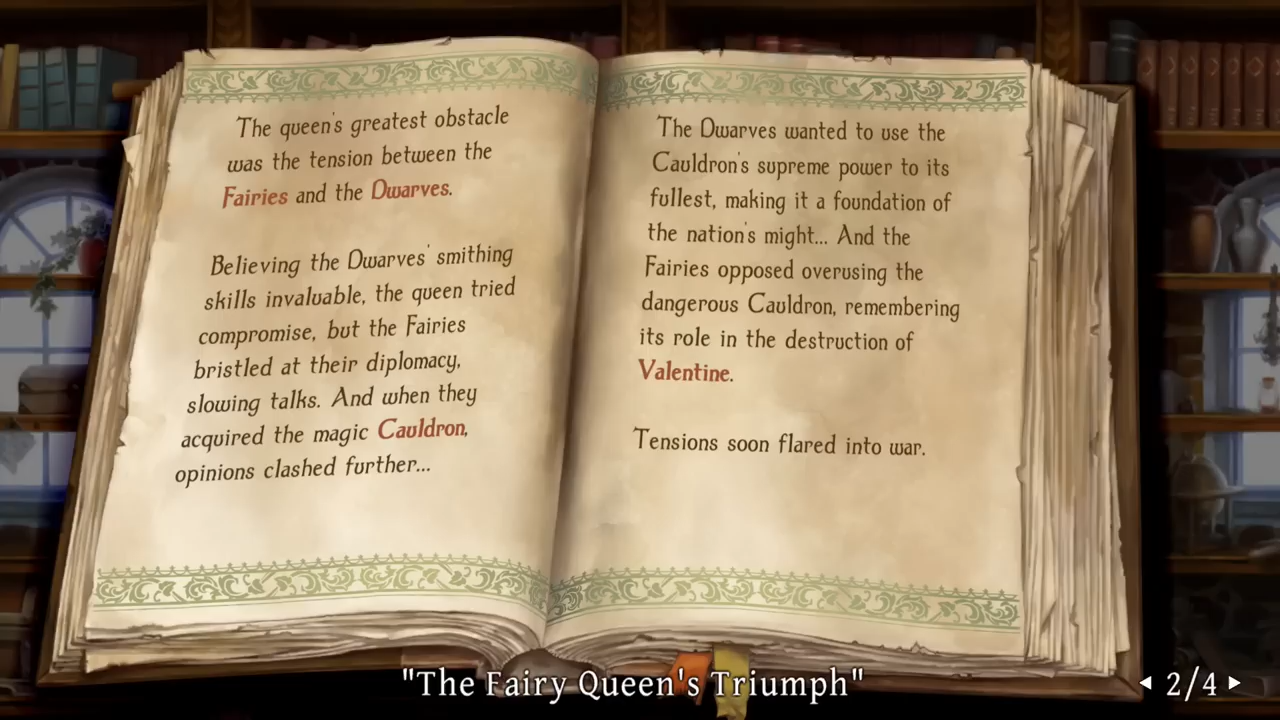 The queen's greatest obstacle
was the tension between the
Fairies and the Dwarves.
Believing the Dwarves' smithing
skills invaluable, the queen tried
compromise, but the Fairies
bristled at their diplomacy,
slowing talks. And when they
acquired the magic Cauldron,
opinions clashed further...
The Dwarves wanted to use the
Cauldron's supreme power to its
fullest, making it a foundation of
the nation's might... And the
Fairies opposed overusing the
dangerous Cauldron, remembering
its role in the destruction of
Valentine.
Tensions soon flared into war.
"The Fairy Queen's Triumph"
2/4